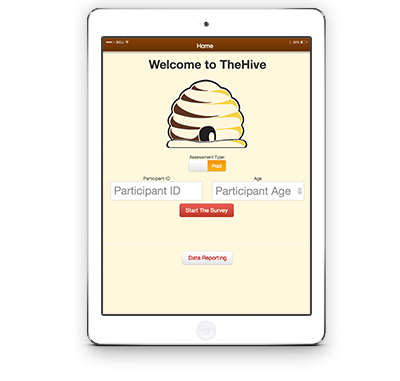 Home
Welcome to TheHive
Assessment Type:
Post
Participant ID
Age
Participant ID
Participant Age
Start The Survey
Data Reporting